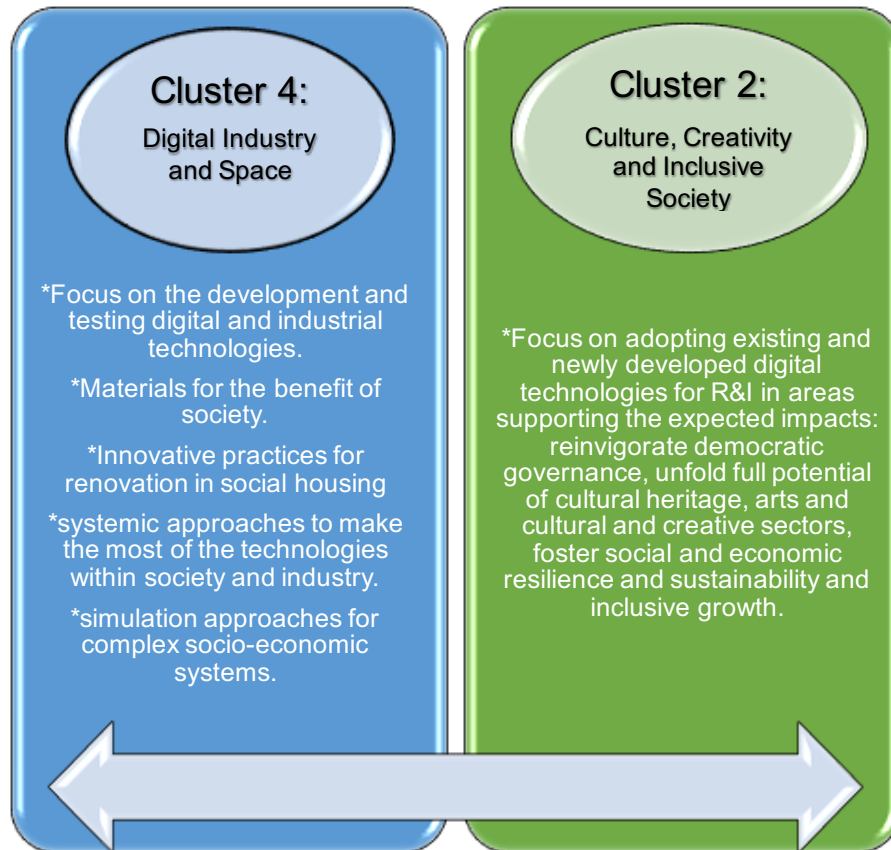 Cluster 4:
Digital Industry
and Space
*Focus on the development and
testing digital and industrial
technologies.
*Materials for the benefit of
society.
*Innovative practices for
renovation in social housing
*systemic approaches to make
the most of the technologies
within society and industry.
*simulation approaches for
complex socio-economic
systems.
Cluster 2:
Culture, Creativity
and Inclusive
Society
*Focus on adopting existing and
newly developed digital
technologies for R&I in areas
supporting the expected impacts:
reinvigorate democratic
governance, unfold full potential
of cultural heritage, arts and
cultural and creative sectors,
foster social and economic
resilience and sustainability and
inclusive growth.